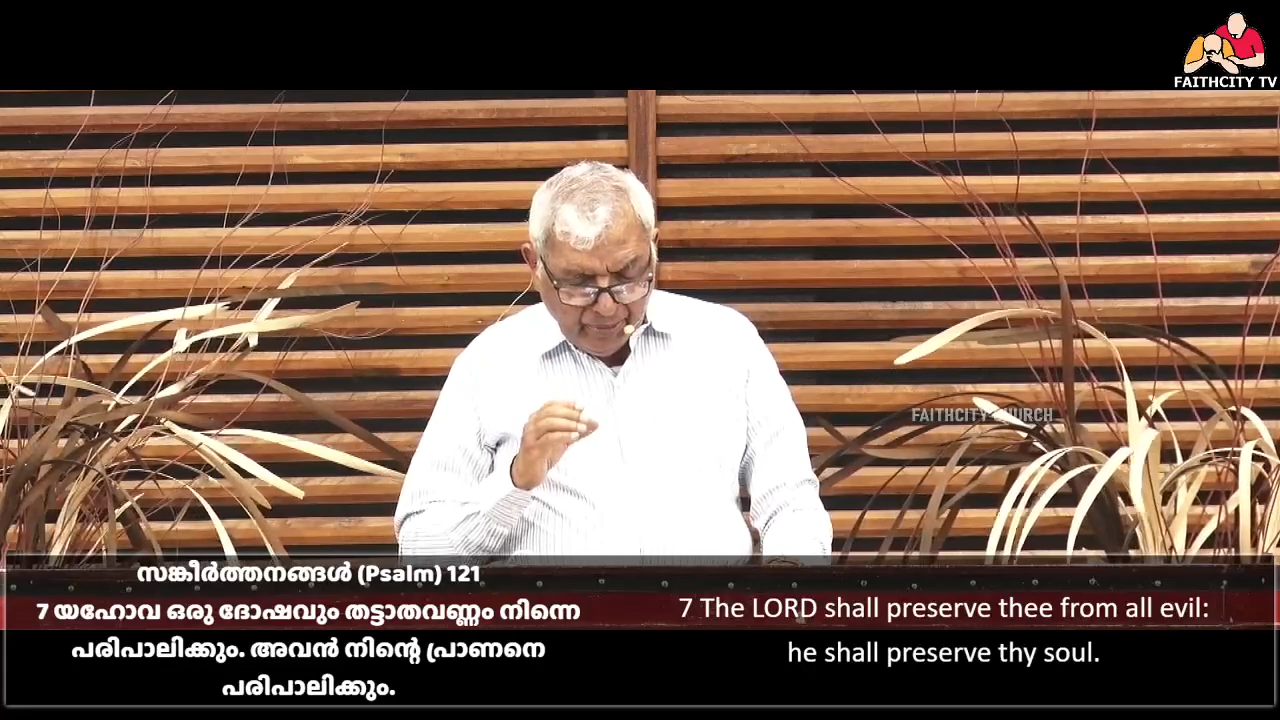 FAITHCITY TV
FAITHCITY CHURCH
സങ്കീർത്തനങ്ങൾ (Psalm) 121
7 യഹോവ ഒരു ദോഷവും തട്ടാതവണ്ണം നിന്നെ
പരിപാലിക്കും. അവൻ നിന്റെ പ്രാണനെ
പരിപാലിക്കും.
7 The LORD shall preserve thee from all evil:
he shall preserve thy soul.